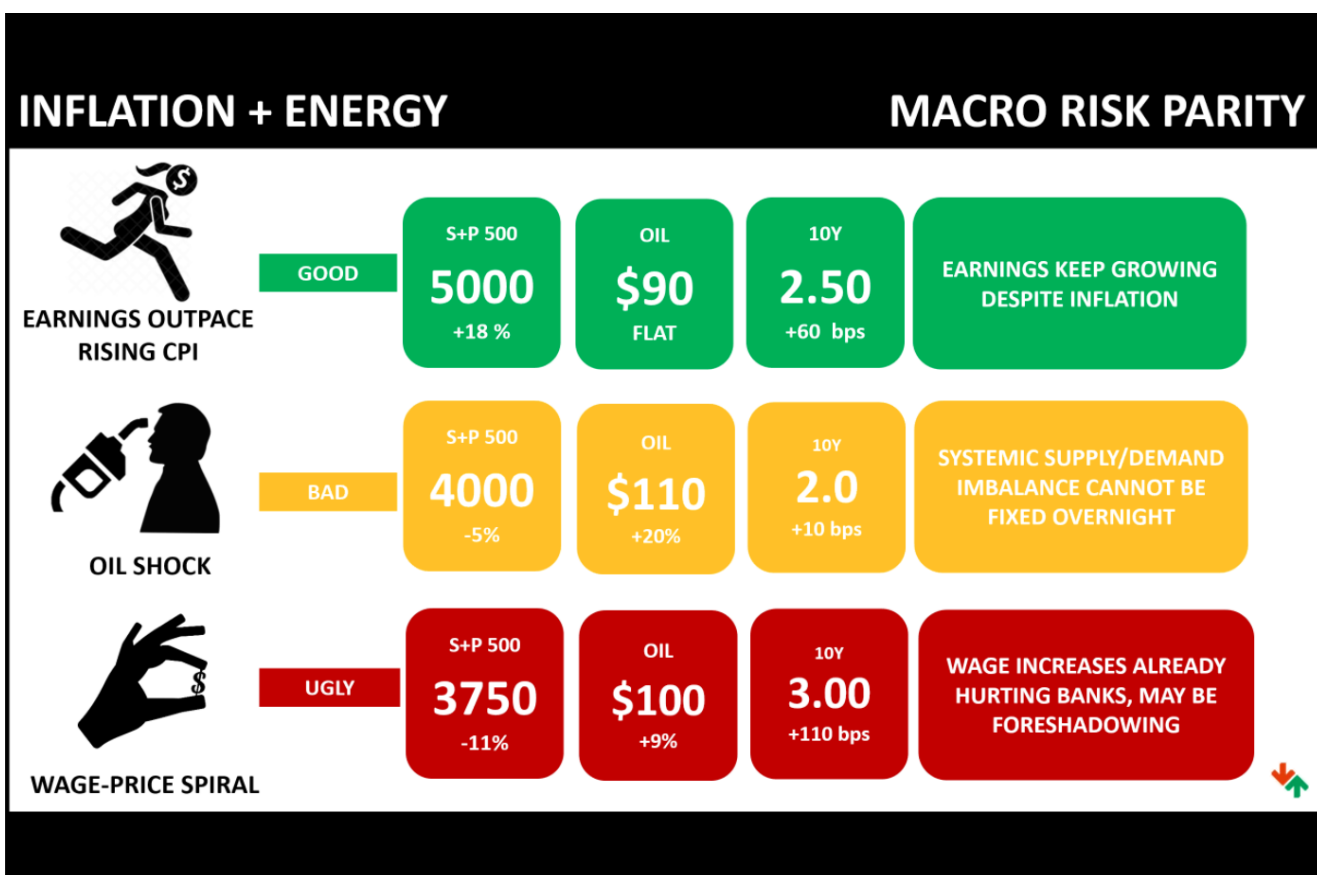 INFLATION + ENERGY
MACRO RISK PARITY
$
EARNINGS OUTPACE
RISING CPI
GOOD
S+P 500
5000
+18 %
OIL
$90
FLAT
10Y
2.50
+60 bps
EARNINGS KEEP GROWING
DESPITE INFLATION
OIL SHOCK
BAD
S+P 500
4000
-5%
OIL
$110
+20%
10Y
2.0
+10 bps
SYSTEMIC SUPPLY/DEMAND
IMBALANCE CANNOT BE
FIXED OVERNIGHT
$
WAGE-PRICE SPIRAL
UGLY
S+P 500
3750
-11%
OIL
$100
+9%
10Y
3.00
+110 bps
WAGE INCREASES ALREADY
HURTING BANKS, MAY BE
FORESHADOWING